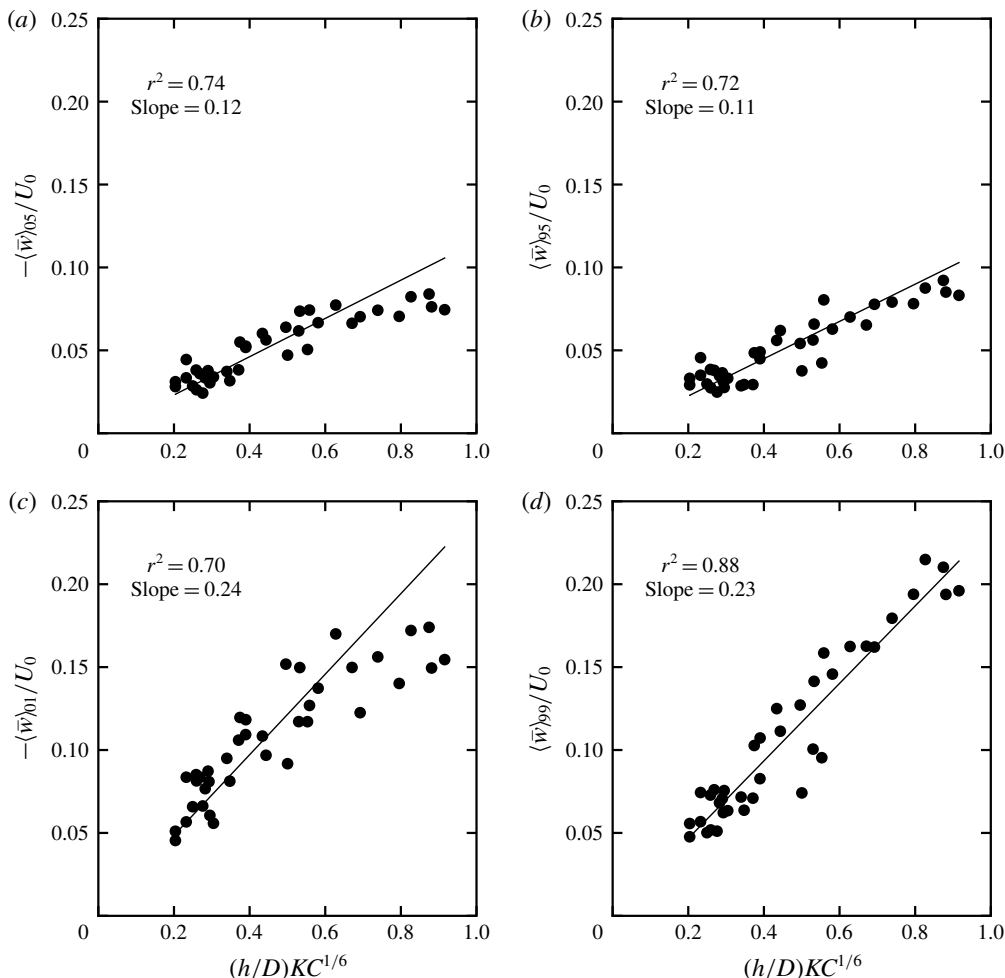 (a)
0.25
0.20
0.15
0.10
0.05
0
r² = 0.74
Slope = 0.12
−⟨w̅⟩₀₅/U₀
0.2 0.4 0.6 0.8 1.0
(b)
0.25
0.20
0.15
0.10
0.05
0
r² = 0.72
Slope = 0.11
⟨w̅⟩₉₅/U₀
0.2 0.4 0.6 0.8 1.0
(c)
0.25
0.20
0.15
0.10
0.05
0
r² = 0.70
Slope = 0.24
−⟨w̅⟩₀₁/U₀
0.2 0.4 0.6 0.8 1.0
(h/D)KC^{1/6}
(d)
0.25
0.20
0.15
0.10
0.05
0
r² = 0.88
Slope = 0.23
⟨w̅⟩₉₉/U₀
0.2 0.4 0.6 0.8 1.0
(h/D)KC^{1/6}